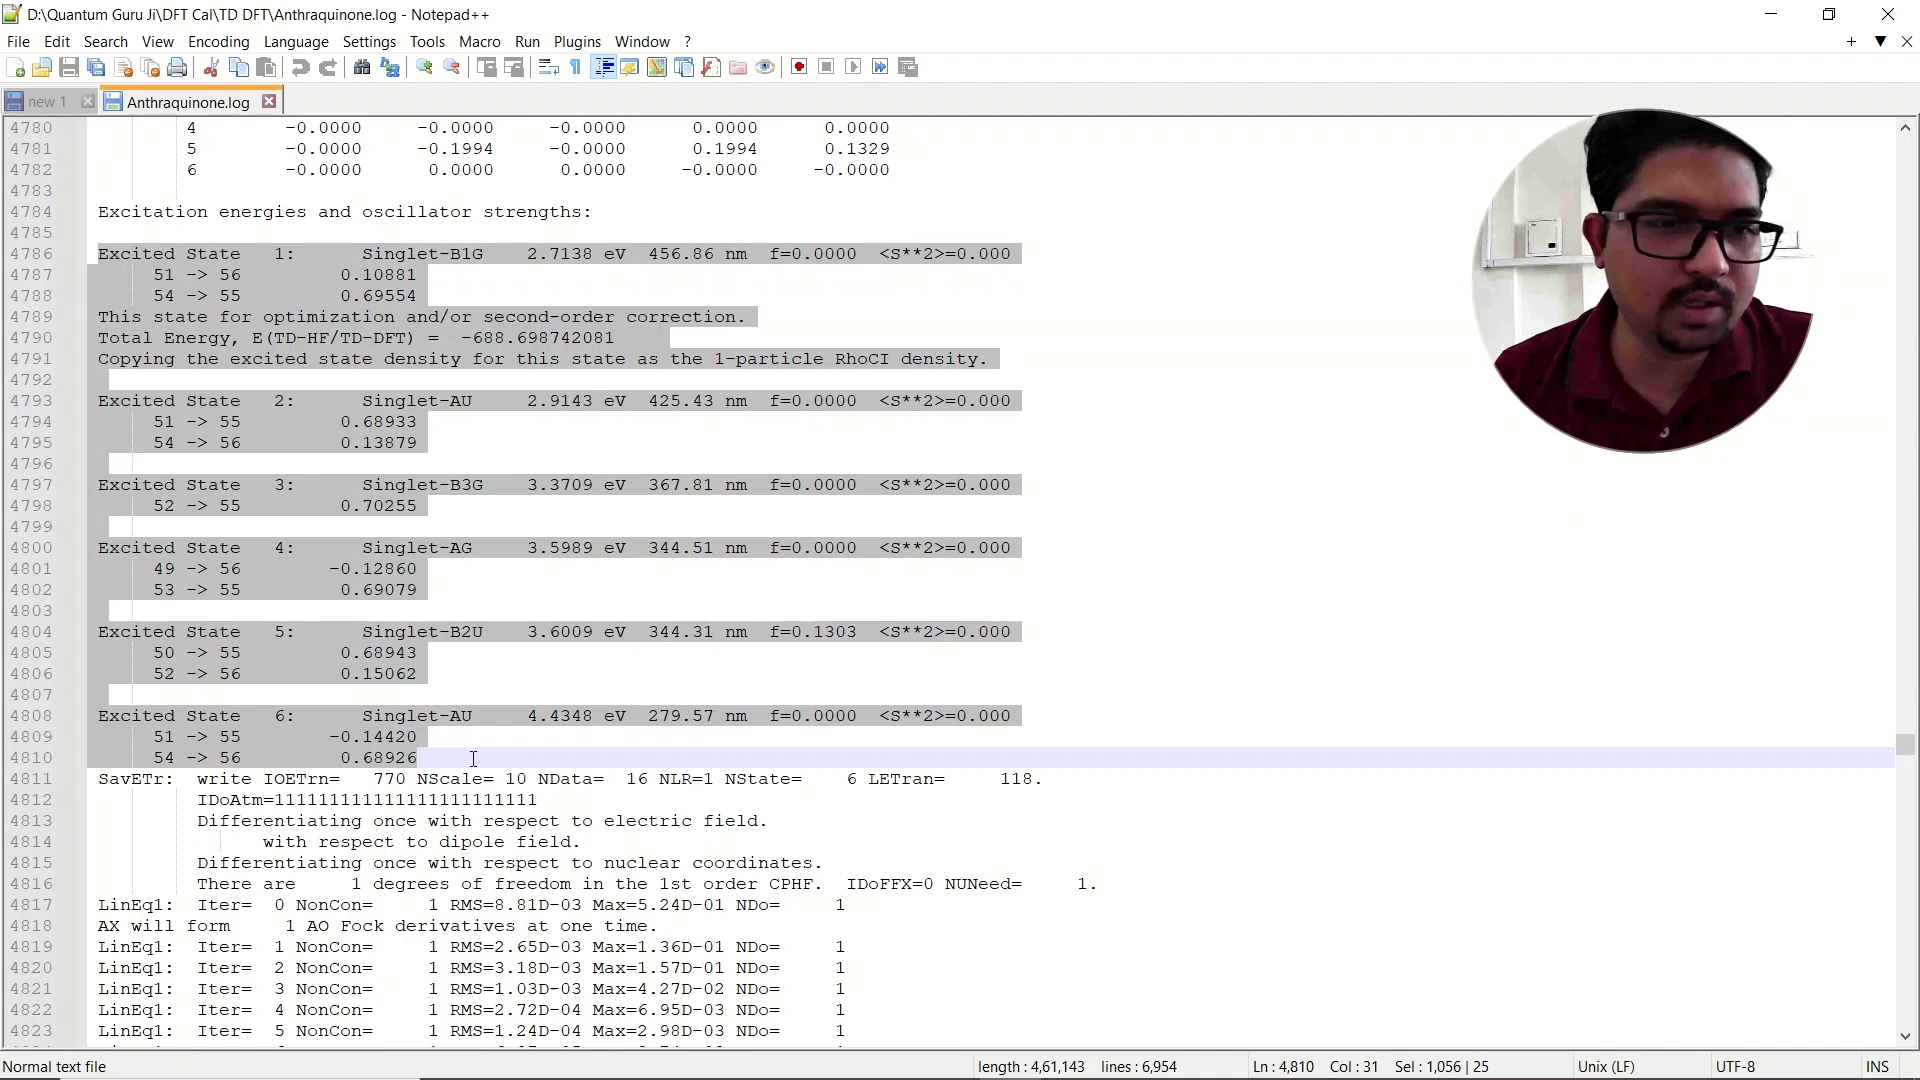 D:\Quantum Guru Ji\DFT Cal\TD DFT\Anthraquinone.log - Notepad++
File Edit Search View Encoding Language Settings Tools Macro Run Plugins Window ?
new 1 Anthraquinone.log
4780 4 -0.0000 -0.0000 -0.0000 0.0000 0.0000
4781 5 -0.0000 -0.1994 -0.0000 0.1994 0.1329
4782 6 -0.0000 0.0000 0.0000 -0.0000 -0.0000
4783
4784 Excitation energies and oscillator strengths:
4785
4786 Excited State 1: Singlet-B1G 2.7138 eV 456.86 nm f=0.0000 <S**2>=0.000
4787 51 -> 56 0.10881
4788 54 -> 55 0.69554
4789 This state for optimization and/or second-order correction.
4790 Total Energy, E(TD-HF/TD-DFT) = -688.698742081
4791 Copying the excited state density for this state as the 1-particle RhoCI density.
4792
4793 Excited State 2: Singlet-AU 2.9143 eV 425.43 nm f=0.0000 <S**2>=0.000
4794 51 -> 55 0.68933
4795 54 -> 56 0.13879
4796
4797 Excited State 3: Singlet-B3G 3.3709 eV 367.81 nm f=0.0000 <S**2>=0.000
4798 52 -> 55 0.70255
4799
4800 Excited State 4: Singlet-AG 3.5989 eV 344.51 nm f=0.0000 <S**2>=0.000
4801 49 -> 56 -0.12860
4802 53 -> 55 0.69079
4803
4804 Excited State 5: Singlet-B2U 3.6009 eV 344.31 nm f=0.1303 <S**2>=0.000
4805 50 -> 55 0.68943
4806 52 -> 56 0.15062
4807
4808 Excited State 6: Singlet-AU 4.4348 eV 279.57 nm f=0.0000 <S**2>=0.000
4809 51 -> 55 -0.14420
4810 54 -> 56 0.68926
4811 SavETr: write IOETrn= 770 NScale= 10 NData= 16 NLR=1 NState= 6 LETran= 118.
4812 IDoAtm=111111111111111111111111
4813 Differentiating once with respect to electric field.
4814 with respect to dipole field.
4815 Differentiating once with respect to nuclear coordinates.
4816 There are 1 degrees of freedom in the 1st order CPHF. IDoFFX=0 NUNeed= 1.
4817 LinEq1: Iter= 0 NonCon= 1 RMS=8.81D-03 Max=5.24D-01 NDo= 1
4818 AX will form 1 AO Fock derivatives at one time.
4819 LinEq1: Iter= 1 NonCon= 1 RMS=2.65D-03 Max=1.36D-01 NDo= 1
4820 LinEq1: Iter= 2 NonCon= 1 RMS=3.18D-03 Max=1.57D-01 NDo= 1
4821 LinEq1: Iter= 3 NonCon= 1 RMS=1.03D-03 Max=4.27D-02 NDo= 1
4822 LinEq1: Iter= 4 NonCon= 1 RMS=2.72D-04 Max=6.95D-03 NDo= 1
4823 LinEq1: Iter= 5 NonCon= 1 RMS=1.24D-04 Max=2.98D-03 NDo= 1
Normal text file length : 4,61,143 lines : 6,954 Ln : 4,810 Col : 31 Sel : 1,056 | 25 Unix (LF) UTF-8 INS